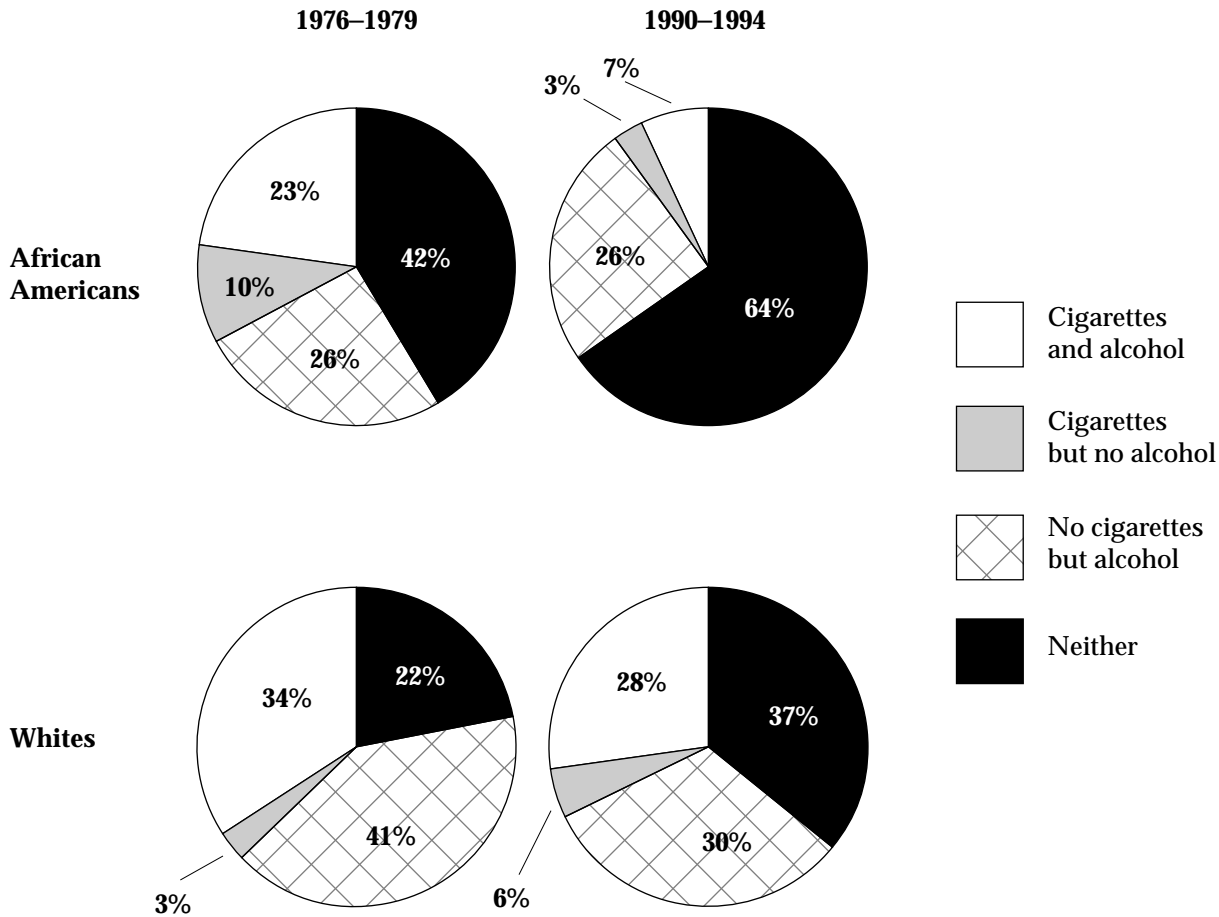 1976–1979
1990–1994
7%
3%
23%
42%
10%
26%
26%
64%
African
Americans
Cigarettes
and alcohol
Cigarettes
but no alcohol
No cigarettes
but alcohol
Neither
34%
22%
28%
37%
Whites
41%
30%
3%
6%